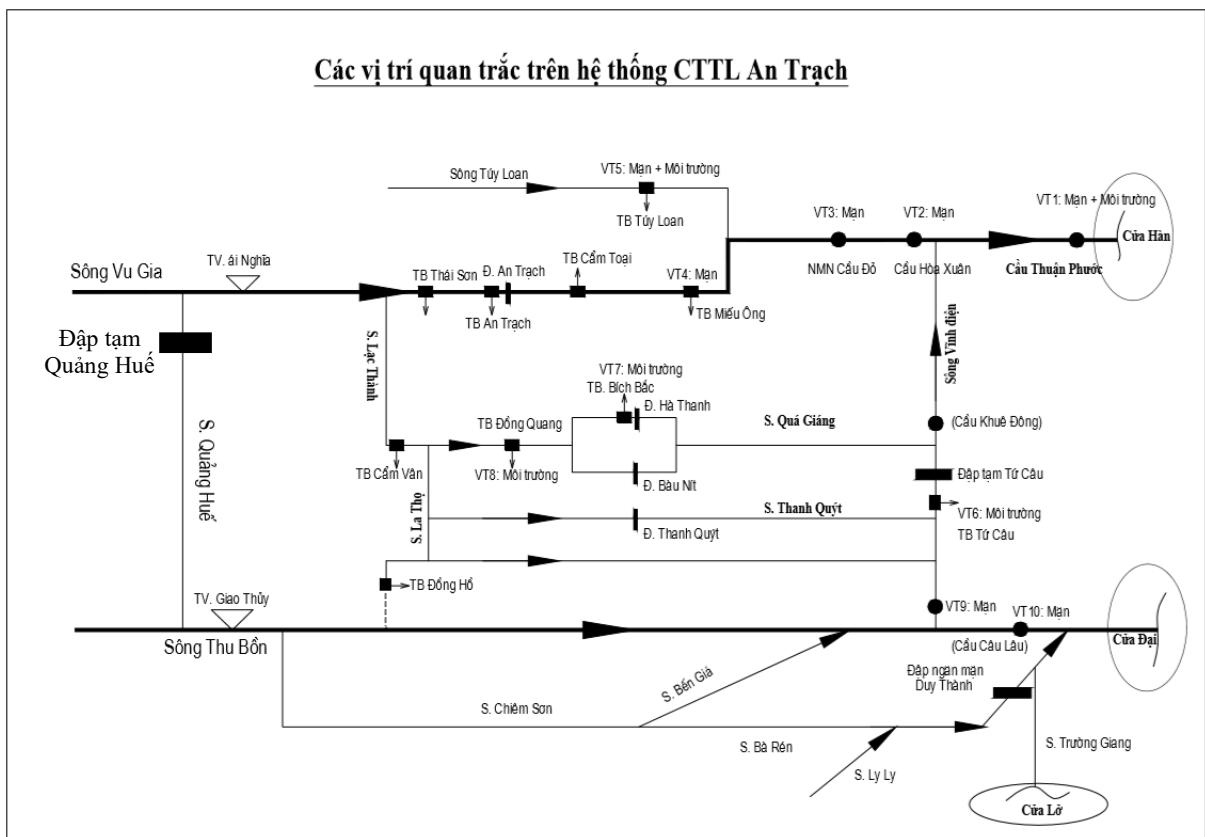 Các vị trí quan trắc trên hệ thống CTTL An Trạch
VT5: Mạn + Môi trường
Sông Túy Loan
TB Túy Loan
VT3: Mạn
VT2: Mạn
VT1: Mạn + Môi trường
Cửa Hàn
TV. ái Nghĩa
Sông Vu Gia
TB Thái Sơn
Đ. An Trạch
TB Cẩm Toại
VT4: Mạn
NMN Cầu Đỏ
Cầu Hòa Xuân
Cầu Thuận Phước
TB An Trạch
TB Miếu Ông
Đập tạm
Quảng Huế
S. Lạc Thành
Sông Vĩnh điện
VT7: Môi trường
TB. Bích Bắc
Đ. Hà Thanh
S. Quảng Huế
TB Đồng Quang
S. Quá Giáng
(Cầu Khuê Đông)
TB Cẩm Văn
VT8: Môi trường
Đ. Bàu Nít
Đập tạm Tứ Câu
S. La Thọ
S. Thanh Quýt
VT6: Môi trường
TB Tứ Câu
Đ. Thanh Quýt
TB Đồng Hồ
TV. Giao Thủy
VT9: Mạn
VT10: Mạn
Sông Thu Bồn
(Cầu Câu Lâu)
Cửa Đại
S. Bến Giá
Đập ngăn mặn
Duy Thành
S. Chiêm Sơn
S. Bà Rén
S. Trường Giang
S. Ly Ly
Cửa Lở